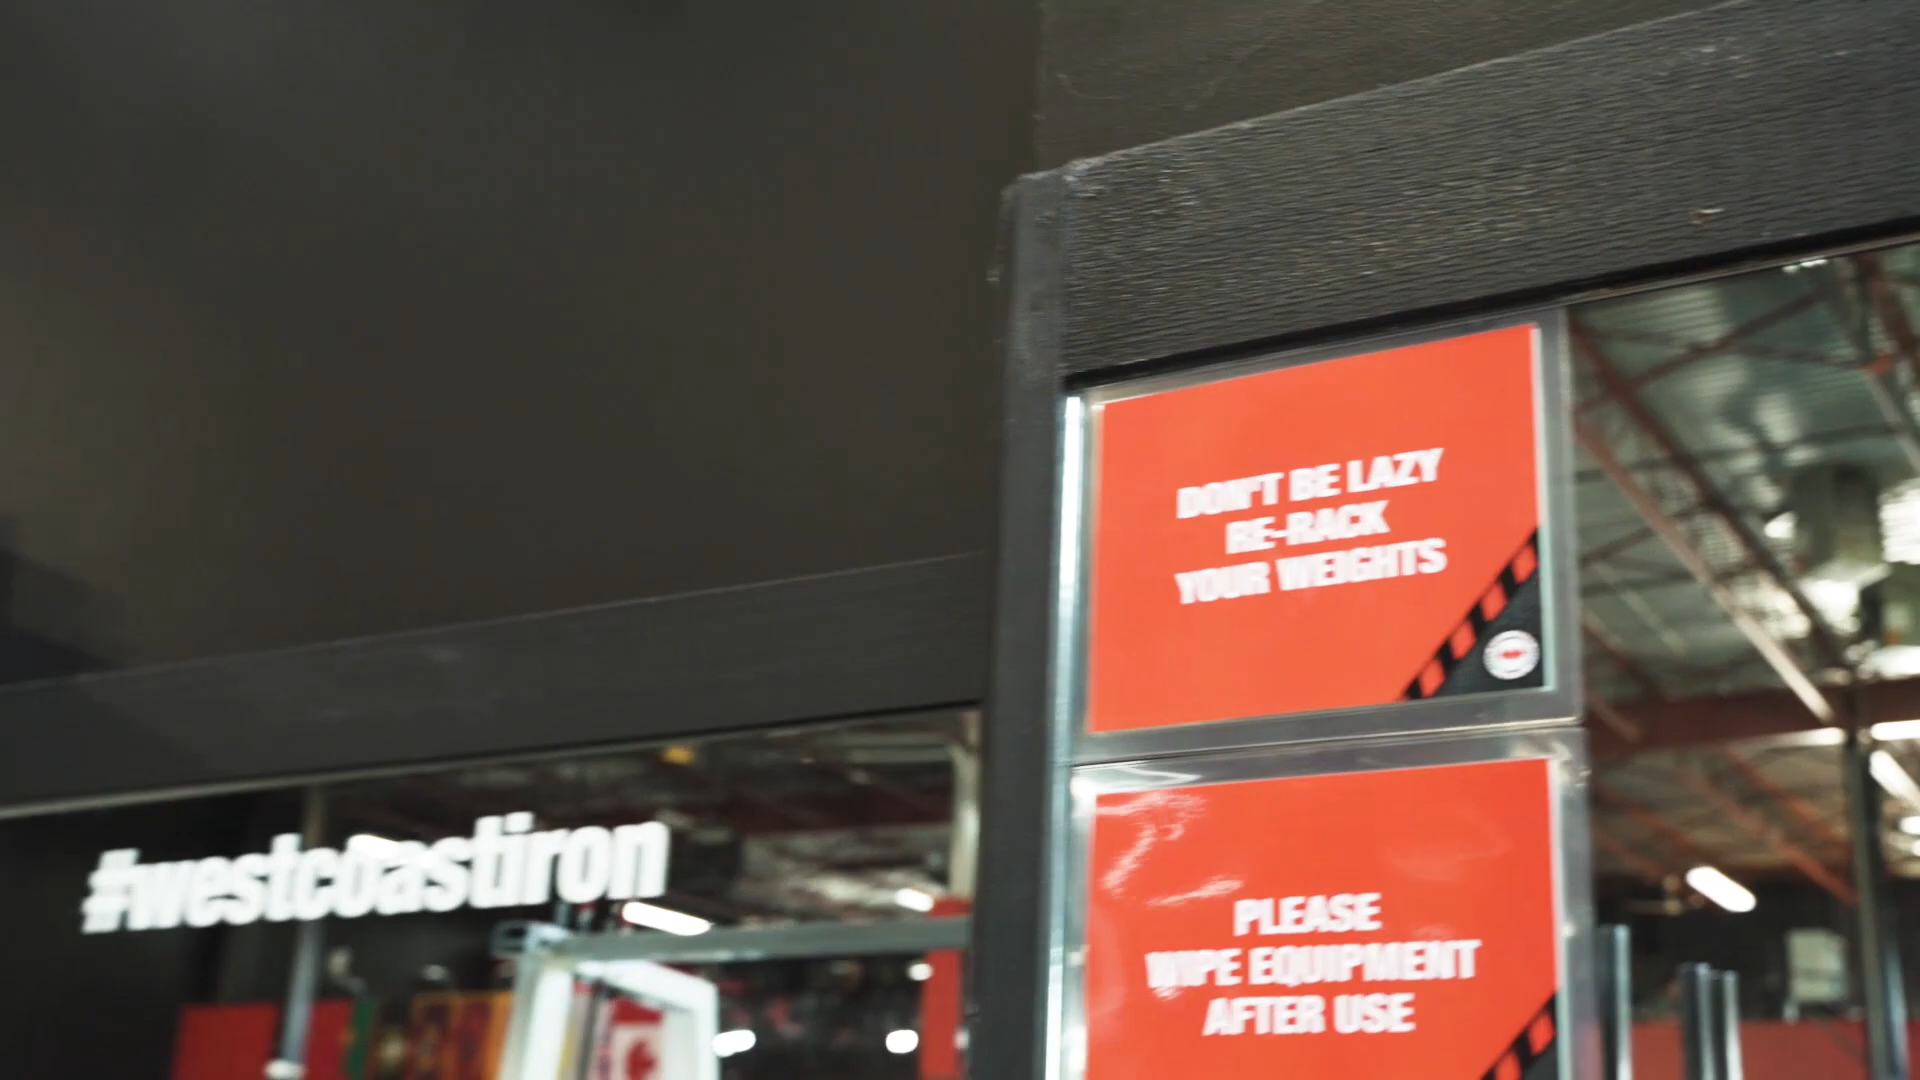 DON'T BE LAZY
RE-RACK
YOUR WEIGHTS
#westcoastiron
PLEASE
WIPE EQUIPMENT
AFTER USE